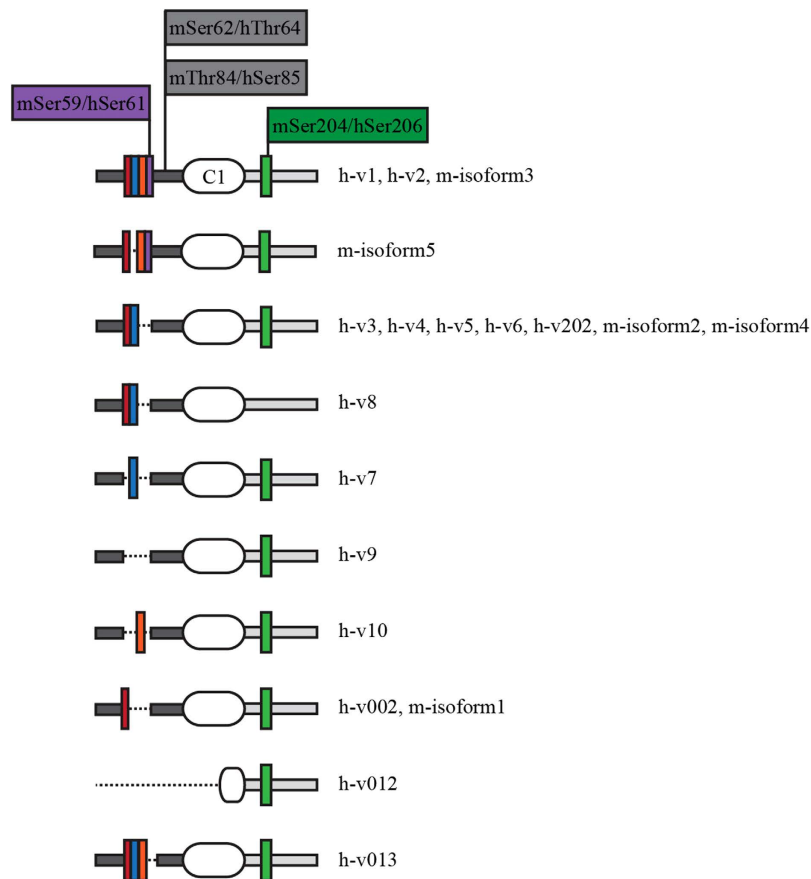 mSer62/hThr64
mThr84/hSer85
mSer59/hSer61
mSer204/hSer206
C1
h-v1, h-v2, m-isoform3
m-isoform5
h-v3, h-v4, h-v5, h-v6, h-v202, m-isoform2, m-isoform4
h-v8
h-v7
h-v9
h-v10
h-v002, m-isoform1
h-v012
h-v013